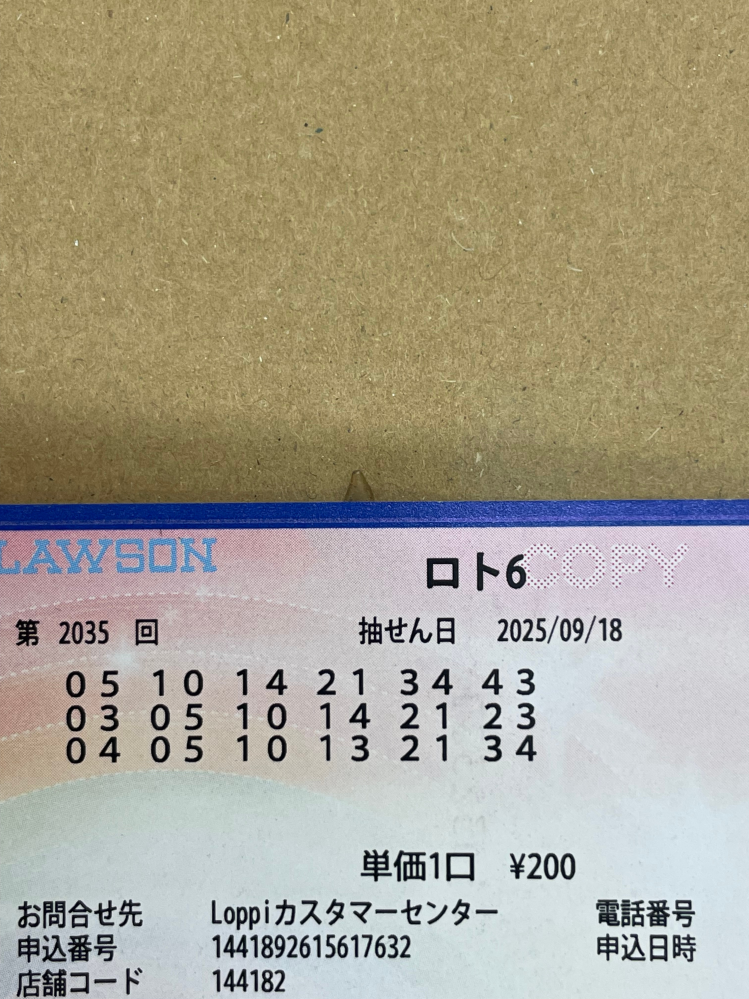 LAWSON
ロト6 COPY
第 2035 回 抽せん日 2025/09/18
05 10 14 21 34 43
03 05 10 14 21 23
04 05 10 13 21 34
単価1口 ¥200
お問合せ先 Loppiカスタマーセンター 電話番号
申込番号 1441892615617632 申込日時
店舗コード 144182